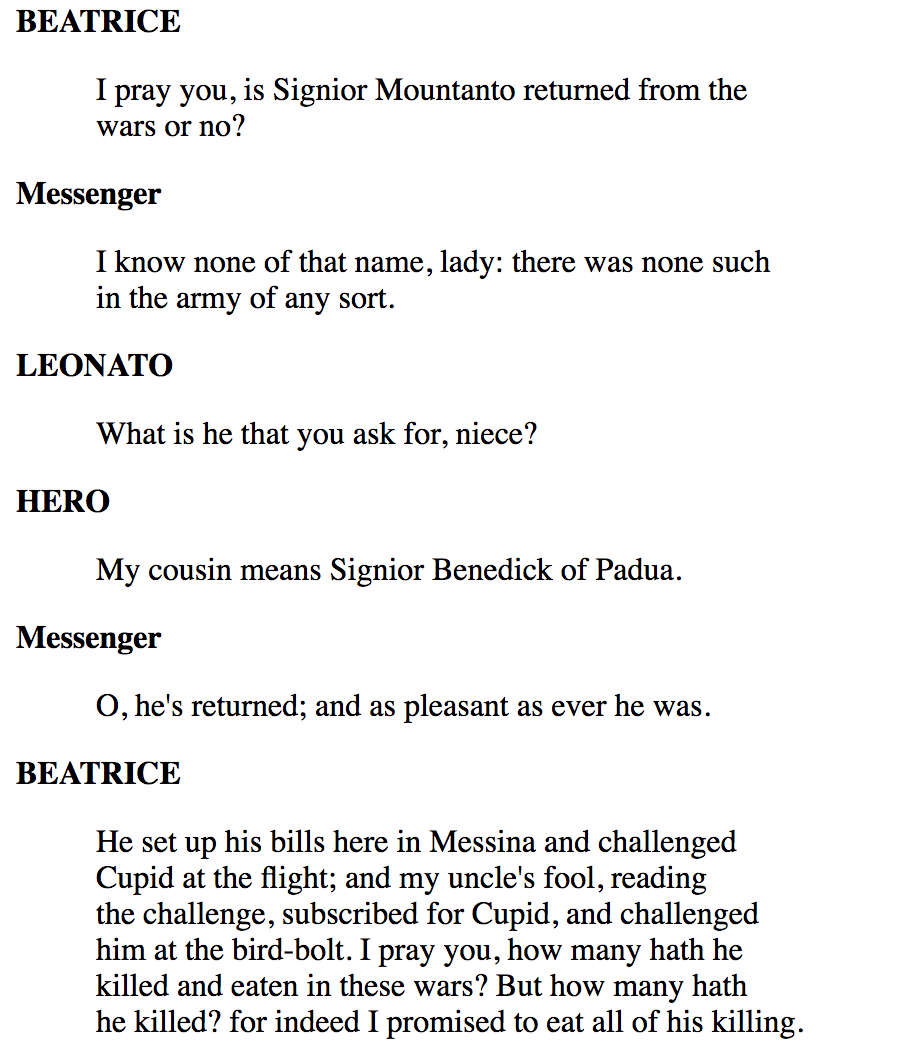 BEATRICE
I pray you, is Signior Mountanto returned from the
wars or no?
Messenger
I know none of that name, lady: there was none such
in the army of any sort.
LEONATO
What is he that you ask for, niece?
HERO
My cousin means Signior Benedick of Padua.
Messenger
O, he's returned; and as pleasant as ever he was.
BEATRICE
He set up his bills here in Messina and challenged
Cupid at the flight; and my uncle's fool, reading
the challenge, subscribed for Cupid, and challenged
him at the bird-bolt. I pray you, how many hath he
killed and eaten in these wars? But how many hath
he killed? for indeed I promised to eat all of his killing.